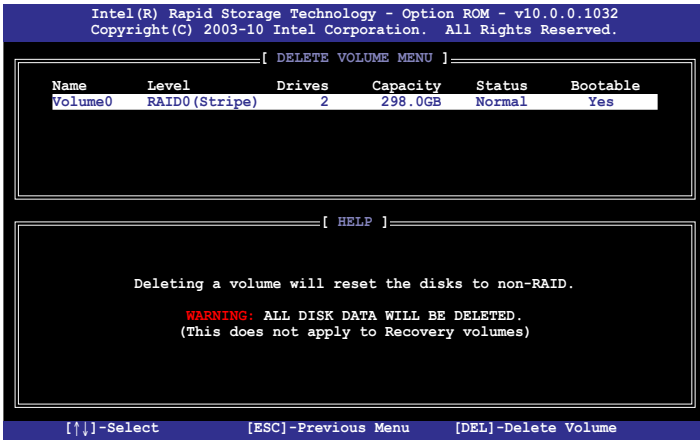 Intel(R) Rapid Storage Technology - Option ROM - v10.0.0.1032
Copyright(C) 2003-10 Intel Corporation. All Rights Reserved.
[ DELETE VOLUME MENU ]
Name Level Drives Capacity Status Bootable
Volume0 RAID0(Stripe) 2 298.0GB Normal Yes
[ HELP ]
Deleting a volume will reset the disks to non-RAID.
WARNING: ALL DISK DATA WILL BE DELETED.
(This does not apply to Recovery volumes)
[↑↓]-Select [ESC]-Previous Menu [DEL]-Delete Volume